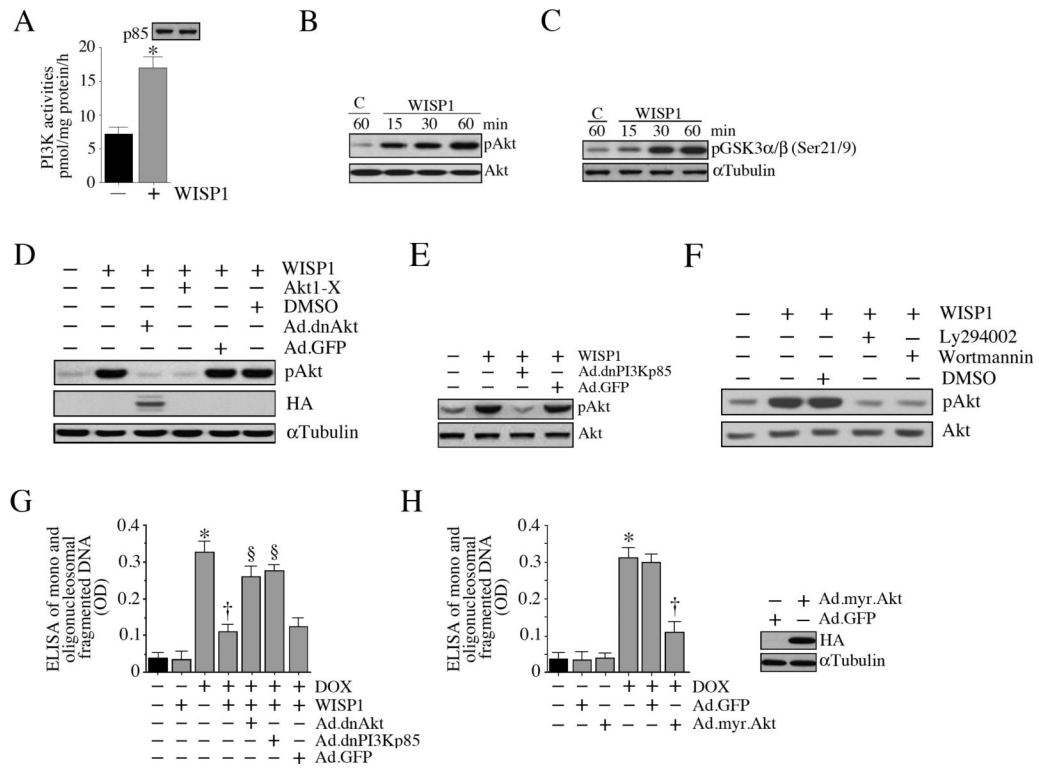 A
p85
PI3K activities
pmol/mg protein/h
20
15
10
5
0
*
– + WISP1
B
C WISP1
60 15 30 60 min
pAkt
Akt
C
C WISP1
60 15 30 60 min
pGSK3α/β (Ser21/9)
αTubulin
D
– + + + + + WISP1
– – – + – – Akt1-X
– – – – – + DMSO
– – + – – – Ad.dnAkt
– – – – + – Ad.GFP
pAkt
HA
αTubulin
E
– + + + WISP1
– – + – Ad.dnPI3Kp85
– – – + Ad.GFP
pAkt
Akt
F
– + + + + WISP1
– – – + – Ly294002
– – – – + Wortmannin
– – + – – DMSO
pAkt
Akt
G
ELISA of mono and
oligonucleosomal
fragmented DNA
(OD)
0.4
0.3
0.2
0.1
0
* † § §
– – + + + + + DOX
– + – + + + + WISP1
– – – – + – – Ad.dnAkt
– – – – – + – Ad.dnPI3Kp85
– – – – – – + Ad.GFP
H
ELISA of mono and
oligonucleosomal
fragmented DNA
(OD)
0.4
0.3
0.2
0.1
0
* †
– – – + + + DOX
– + – – + – Ad.GFP
– – + – – + Ad.myr.Akt
– + Ad.myr.Akt
+ – Ad.GFP
HA
αTubulin